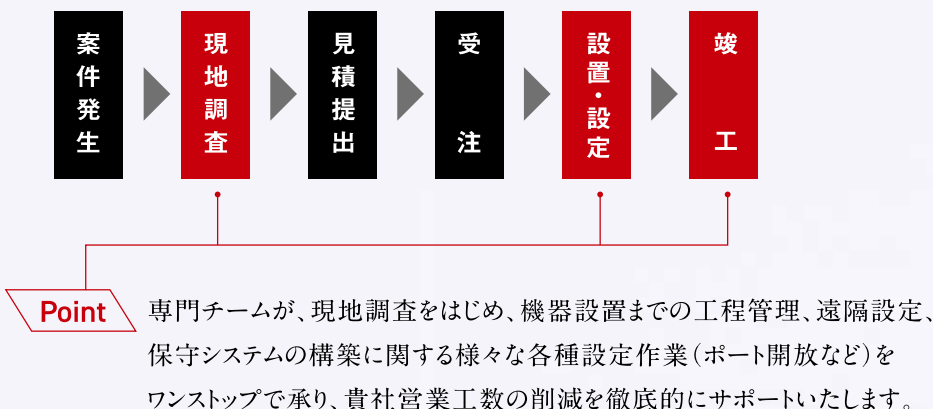 案件発生
現地調査
見積提出
受注
設置・設定
竣工
Point
専門チームが、現地調査をはじめ、機器設置までの工程管理、遠隔設定、
保守システムの構築に関する様々な各種設定作業（ポート開放など）を
ワンストップで承り、貴社営業工数の削減を徹底的にサポートいたします。